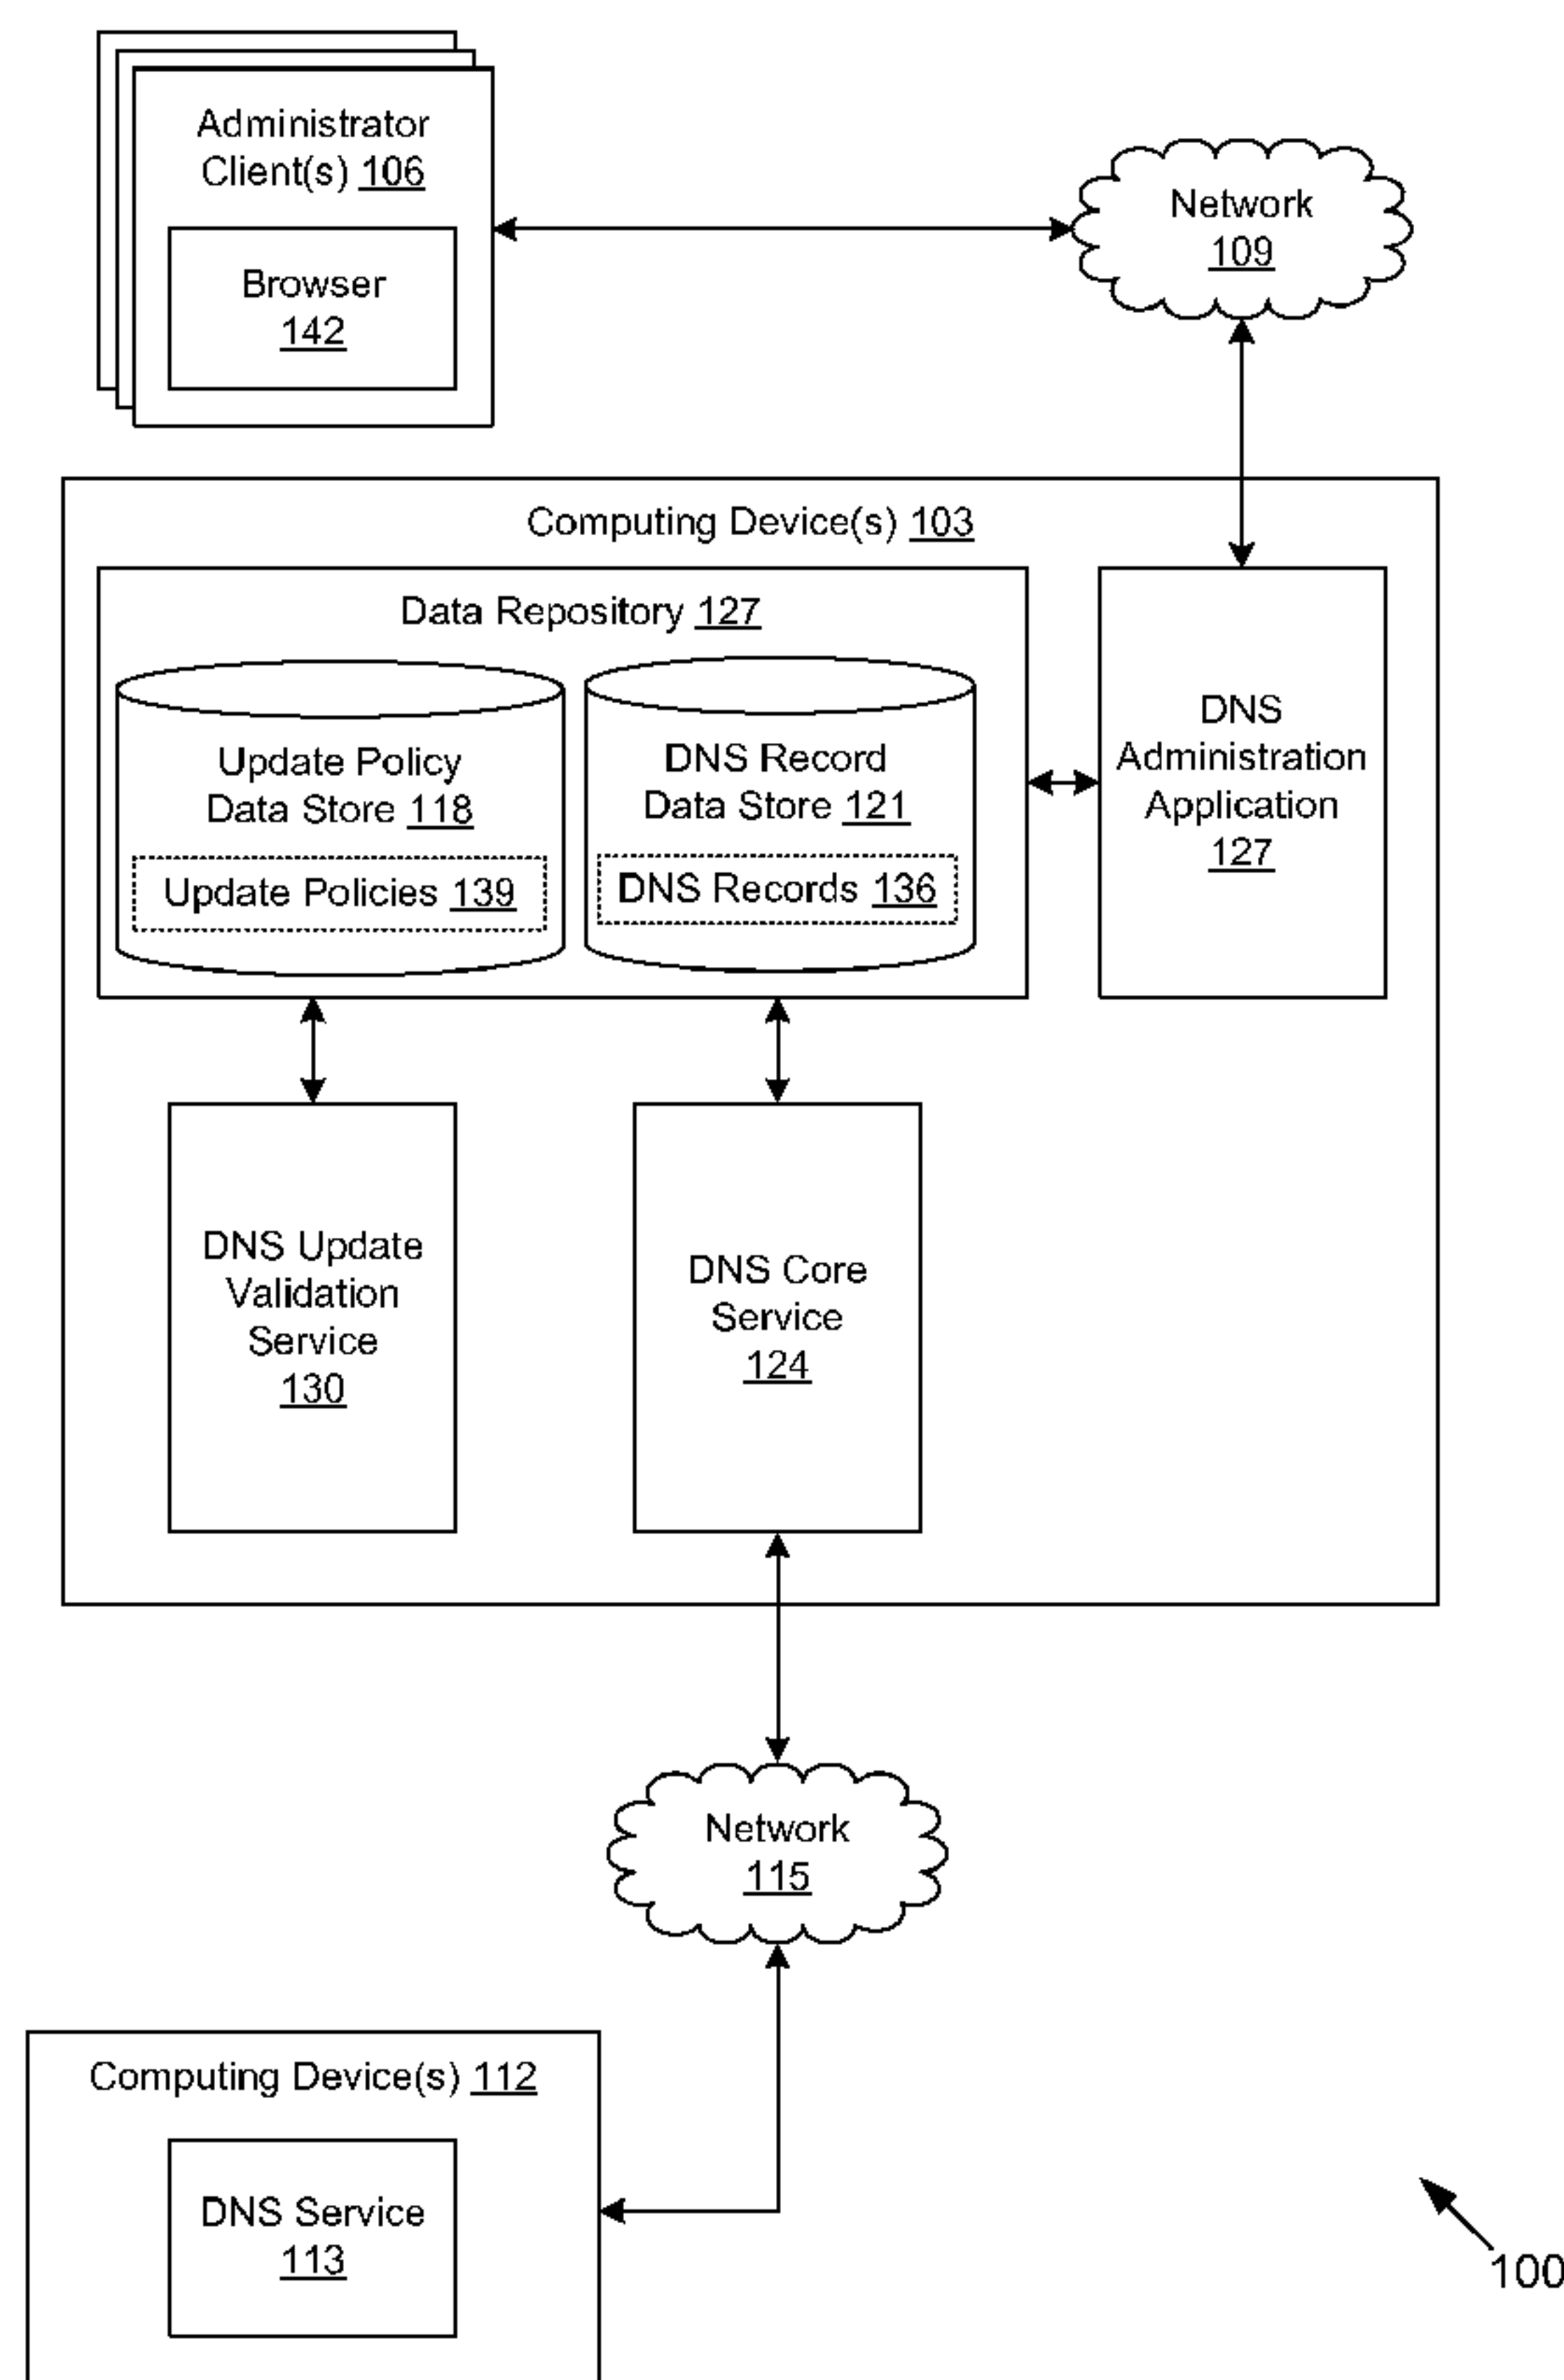 Administrator
Client(s) 106
Browser
142
Network
109
Computing Device(s) 103
Data Repository 127
Update Policy
Data Store 118
Update Policies 139
DNS Record
Data Store 121
DNS Records 136
DNS
Administration
Application
127
DNS Update
Validation
Service
130
DNS Core
Service
124
Network
115
Computing Device(s) 112
DNS Service
113
100